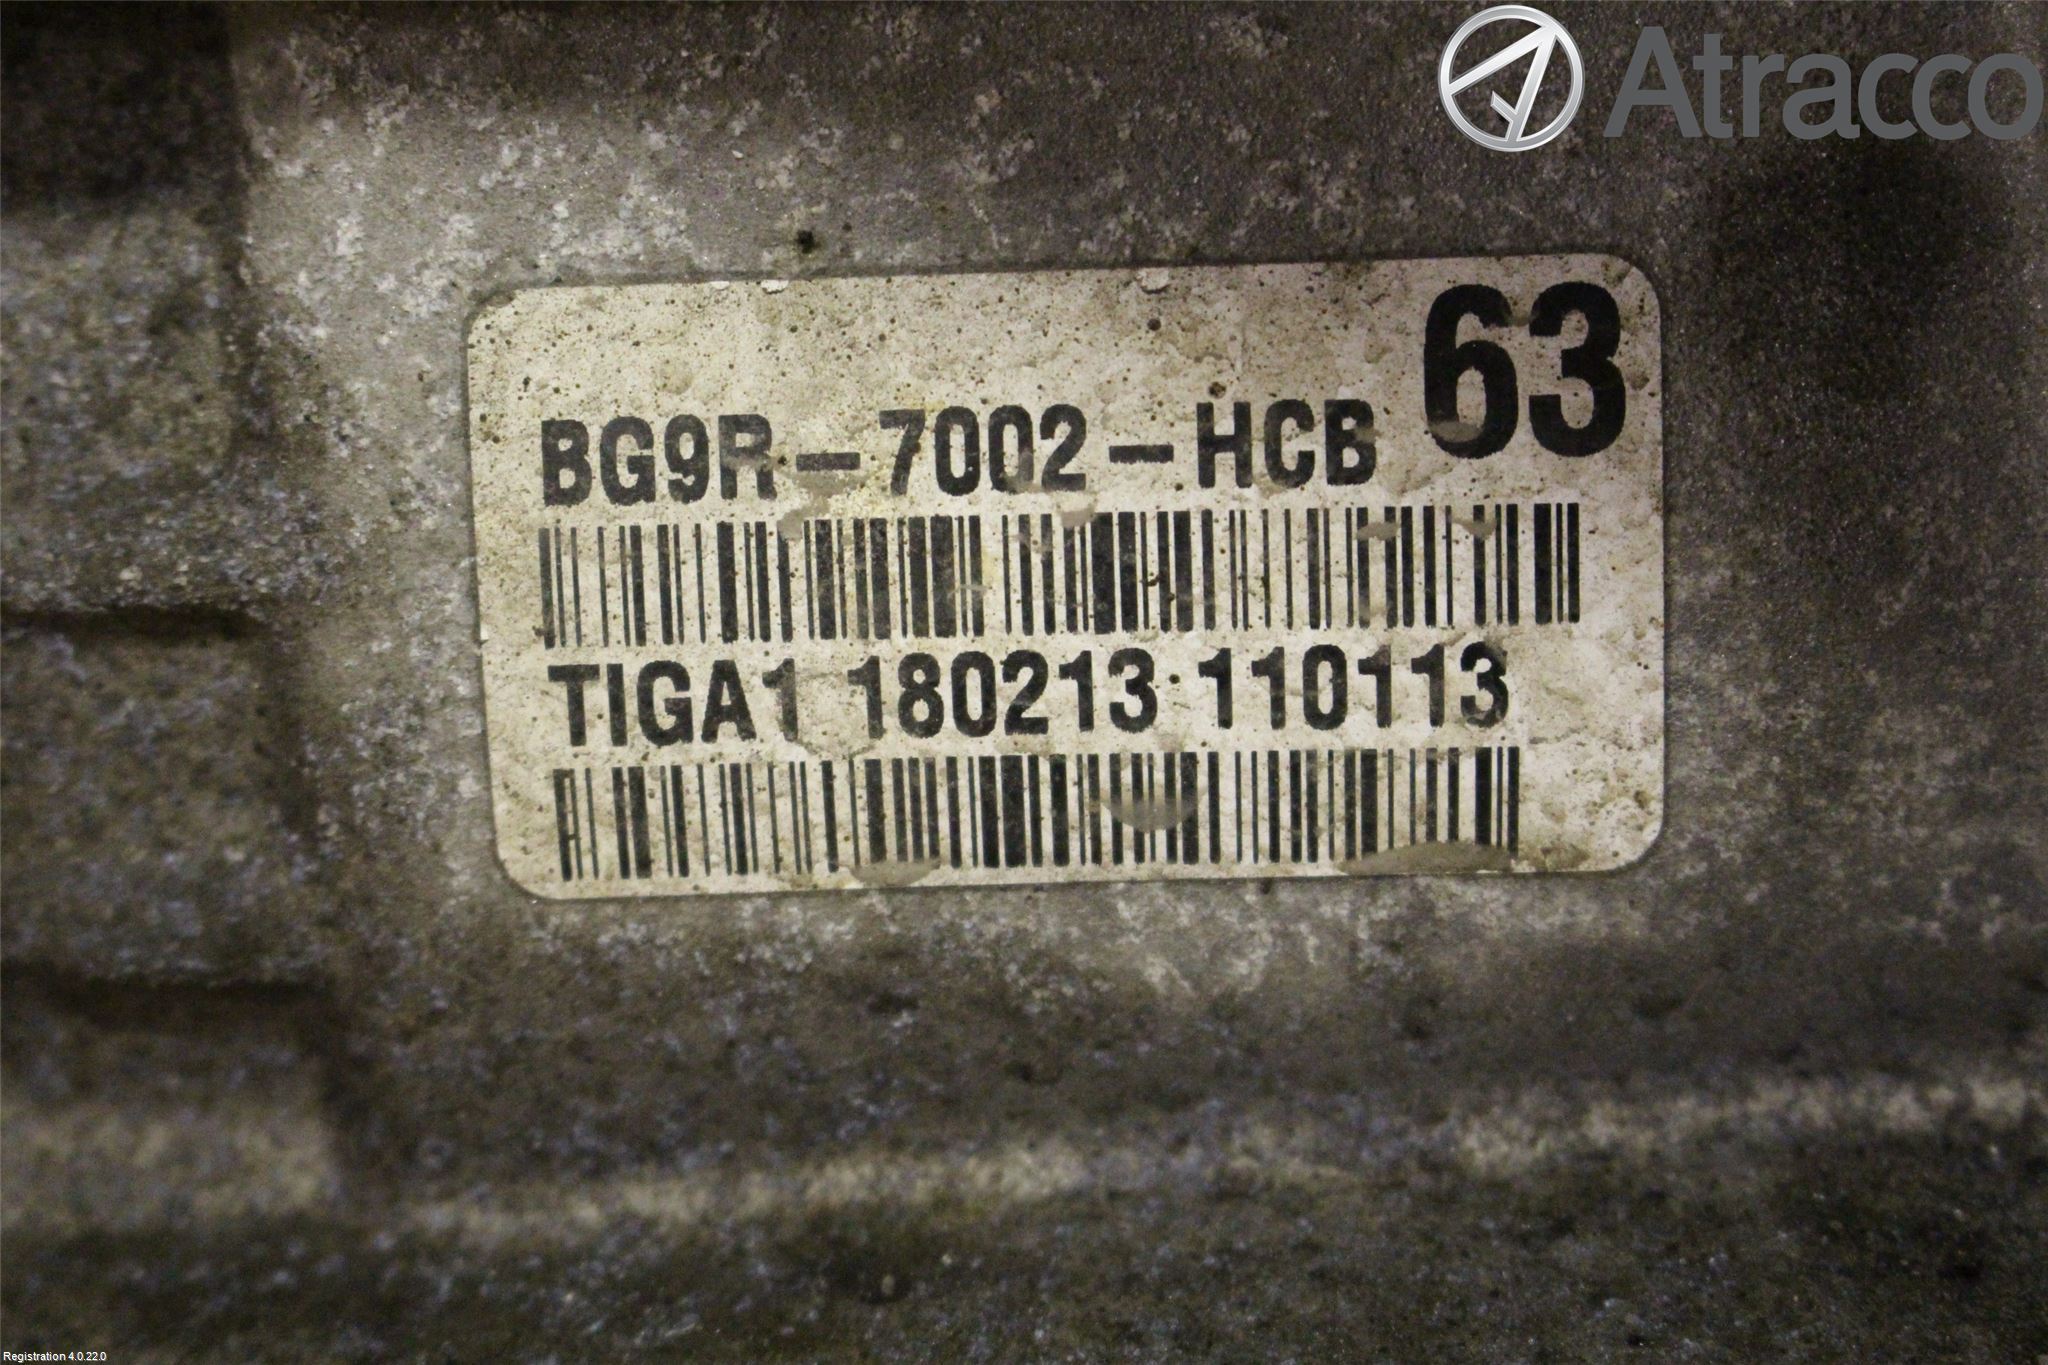 Atracco
63
BG9R-7002-HCB
TIGA1 180213 110113
Registration 4.0.22.0